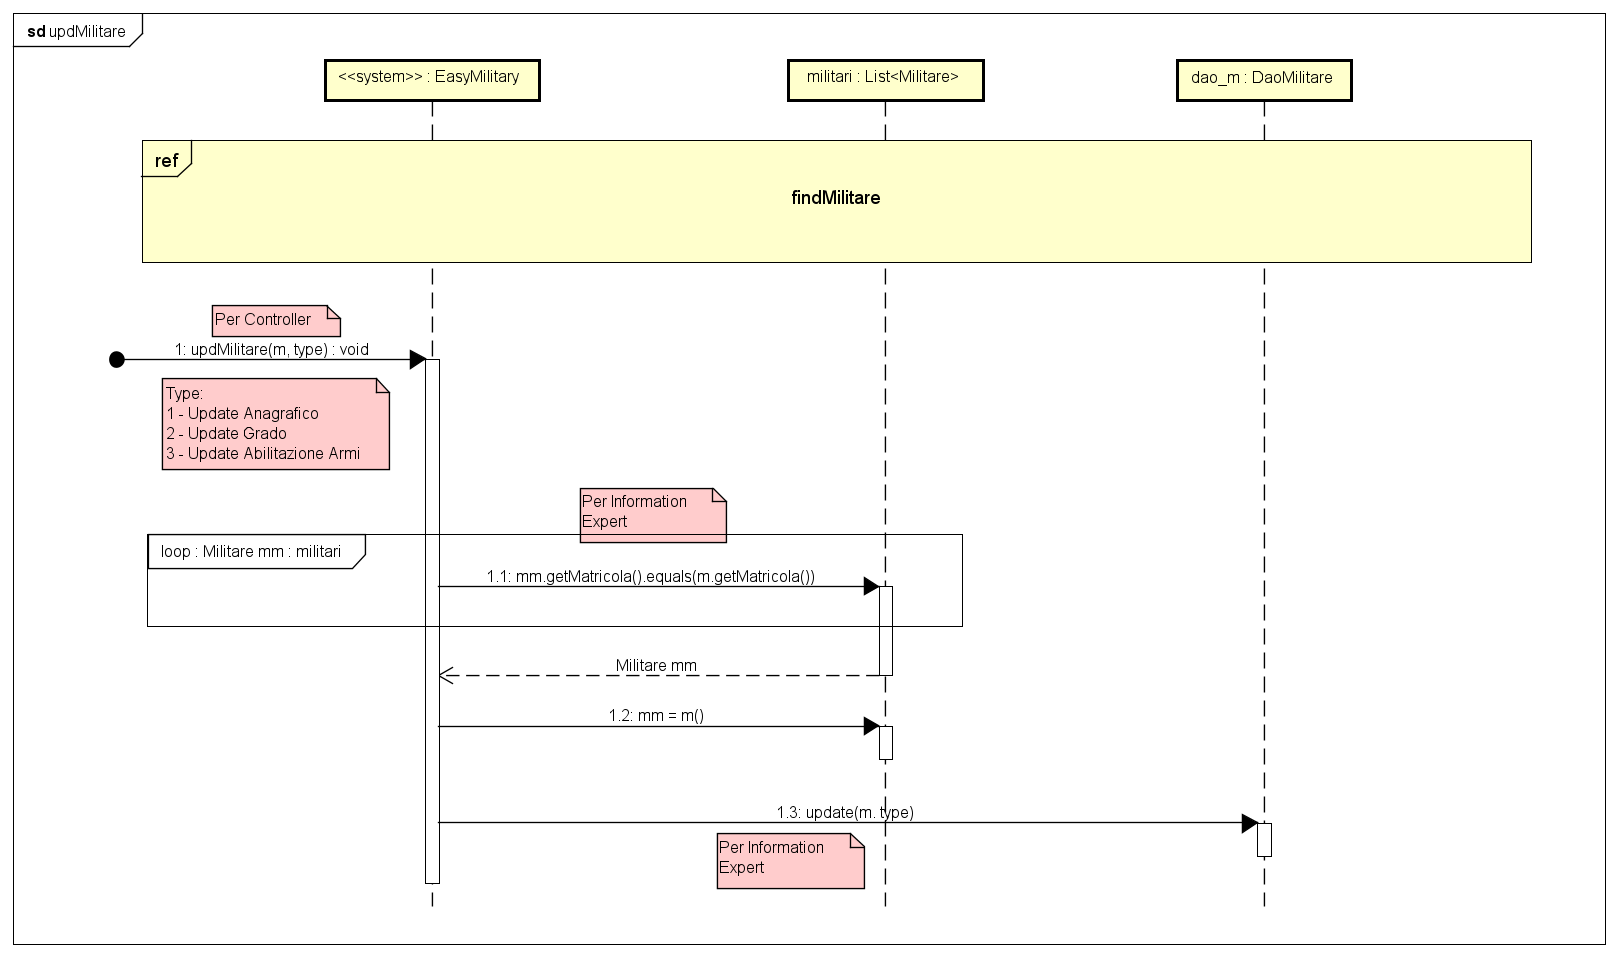 sd updMilitare
<<system>> : EasyMilitary
militari : List<Militare>
dao_m : DaoMilitare
ref
findMilitare
Per Controller
1: updMilitare(m, type) : void
Type:
1 - Update Anagrafico
2 - Update Grado
3 - Update Abilitazione Armi
Per Information
Expert
loop : Militare mm : militari
1.1: mm.getMatricola().equals(m.getMatricola())
Militare mm
1.2: mm = m()
1.3: update(m. type)
Per Information
Expert